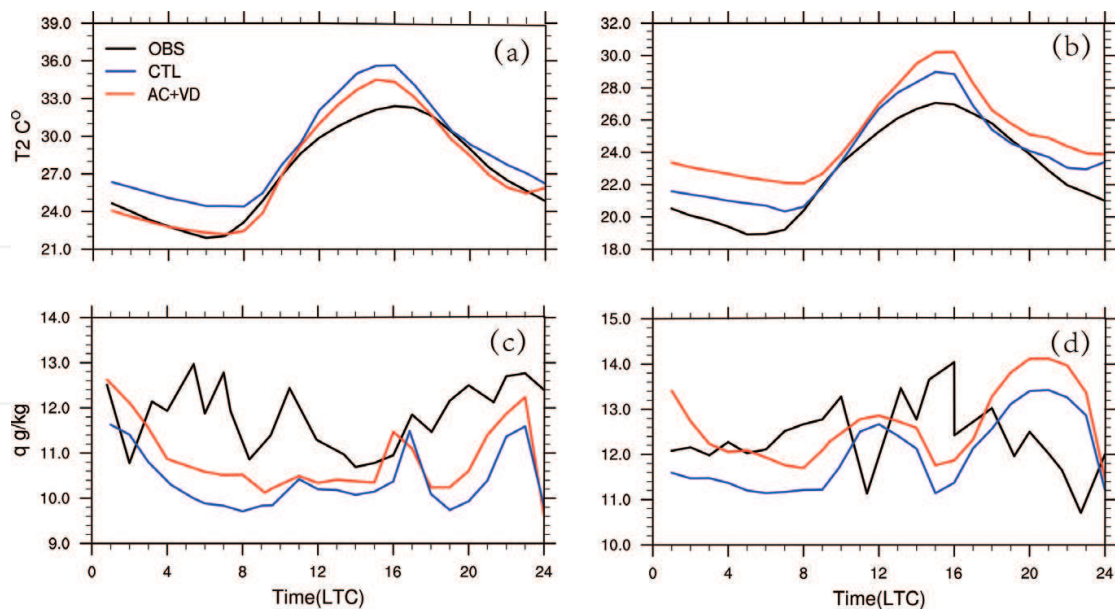 39.0
36.0
33.0
30.0
27.0
24.0
21.0
T2 C°
OBS
CTL
AC+VD
(a)
32.0
30.0
28.0
26.0
24.0
22.0
20.0
18.0
(b)
14.0
13.0
12.0
11.0
10.0
9.0
q g/kg
(c)
0 4 8 12 16 20 24
Time(LTC)
15.0
14.0
13.0
12.0
11.0
10.0
(d)
0 4 8 12 16 20 24
Time(LTC)